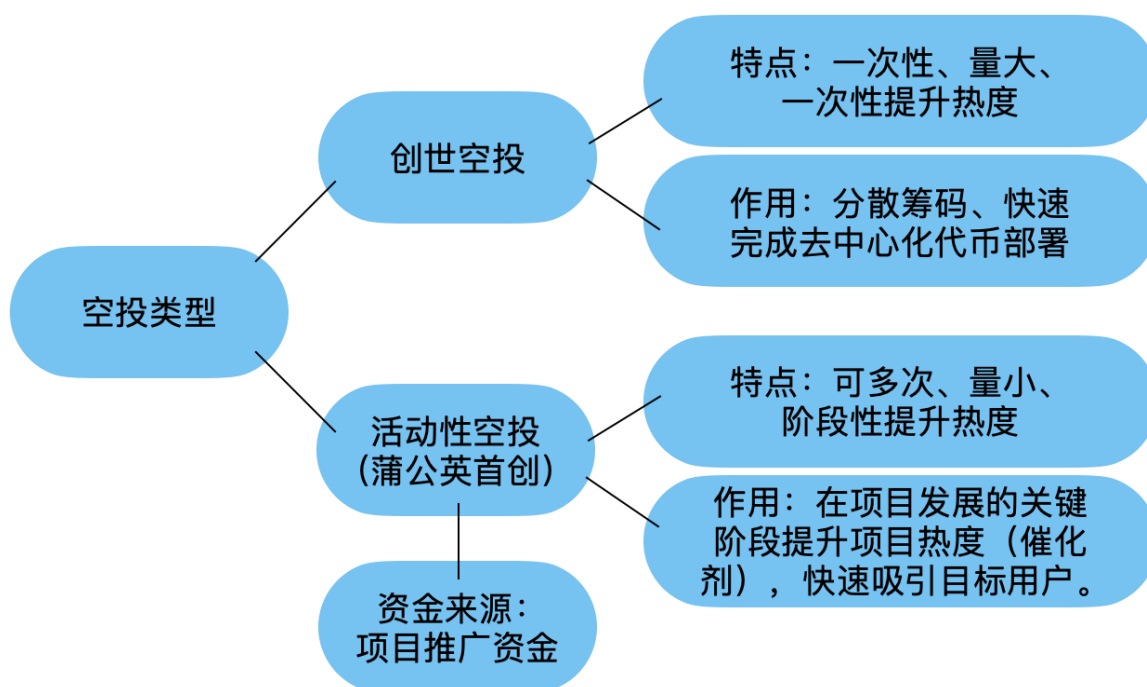 特点：一次性、量大、
一次性提升热度
创世空投
作用：分散筹码、快速
完成去中心化代币部署
空投类型
特点：可多次、量小、
阶段性提升热度
活动性空投
（蒲公英首创）
作用：在项目发展的关键
阶段提升项目热度（催化
剂），快速吸引目标用户。
资金来源：
项目推广资金